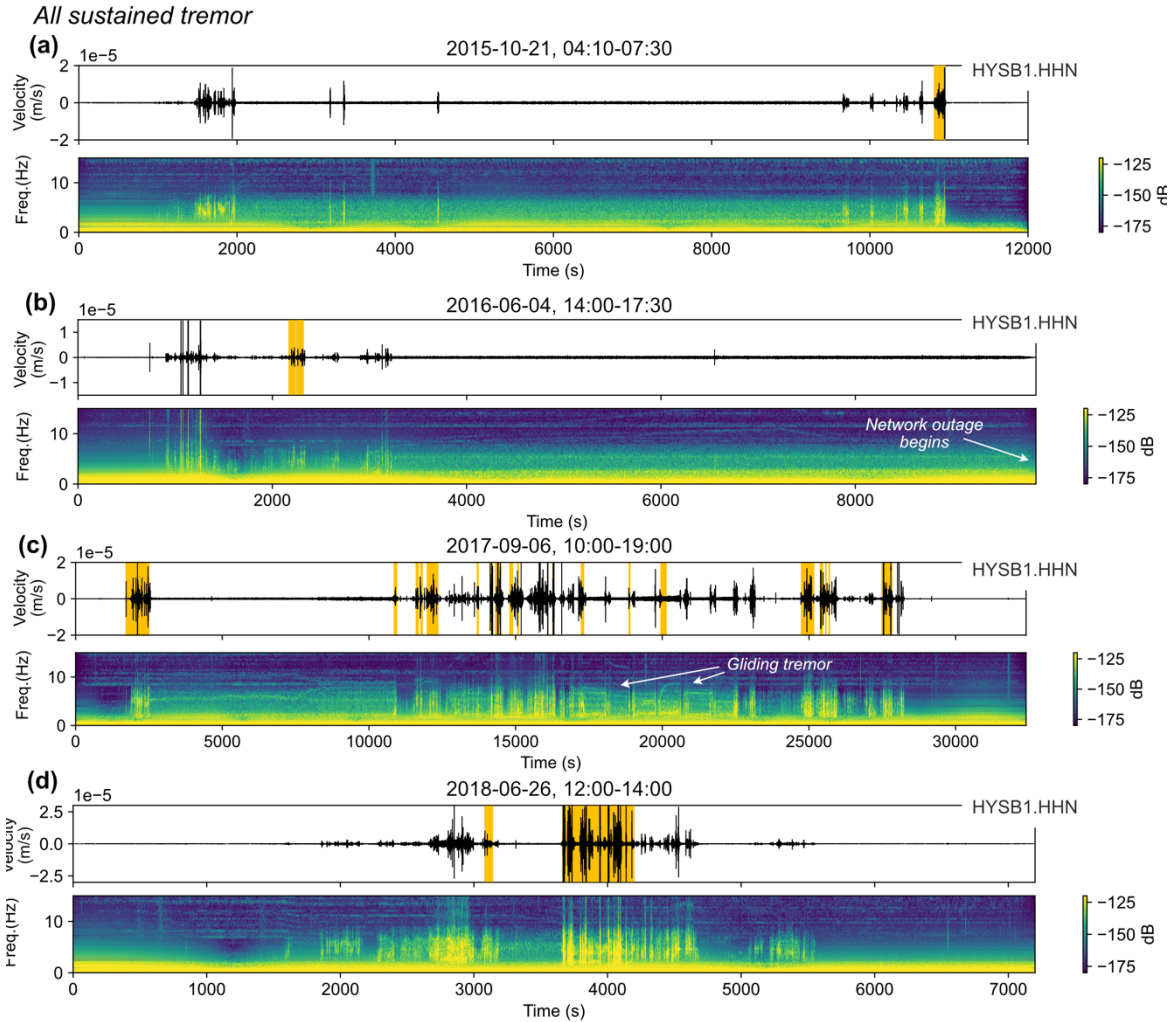 All sustained tremor
(a)
1e−5
2015-10-21, 04:10-07:30
HYSB1.HHN
Velocity
(m/s)
2
0
−2
Freq.(Hz)
10
0
0 2000 4000 6000 8000 10000 12000
Time (s)
−125
−150
−175
dB
(b)
1e−5
2016-06-04, 14:00-17:30
HYSB1.HHN
Velocity
(m/s)
1
0
−1
Freq.(Hz)
10
0
Network outage
begins
0 2000 4000 6000 8000
Time (s)
−125
−150
−175
dB
(c)
1e−5
2017-09-06, 10:00-19:00
HYSB1.HHN
Velocity
(m/s)
2
0
−2
Freq.(Hz)
10
0
Gliding tremor
0 5000 10000 15000 20000 25000 30000
Time (s)
−125
−150
−175
dB
(d)
1e−5
2018-06-26, 12:00-14:00
HYSB1.HHN
velocity
(m/s)
2.5
0.0
−2.5
Freq.(Hz)
10
0
0 1000 2000 3000 4000 5000 6000 7000
Time (s)
−125
−150
−175
dB